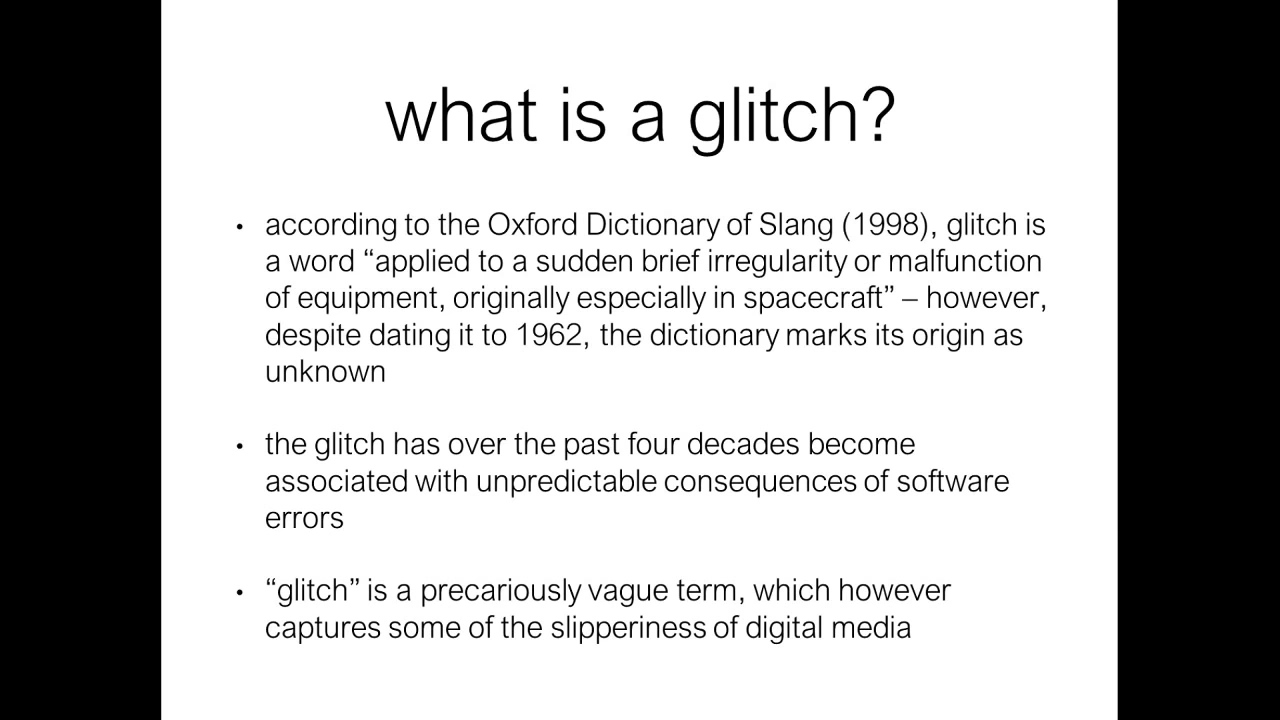 what is a glitch?
• according to the Oxford Dictionary of Slang (1998), glitch is
a word “applied to a sudden brief irregularity or malfunction
of equipment, originally especially in spacecraft” – however,
despite dating it to 1962, the dictionary marks its origin as
unknown
• the glitch has over the past four decades become
associated with unpredictable consequences of software
errors
• “glitch” is a precariously vague term, which however
captures some of the slipperiness of digital media